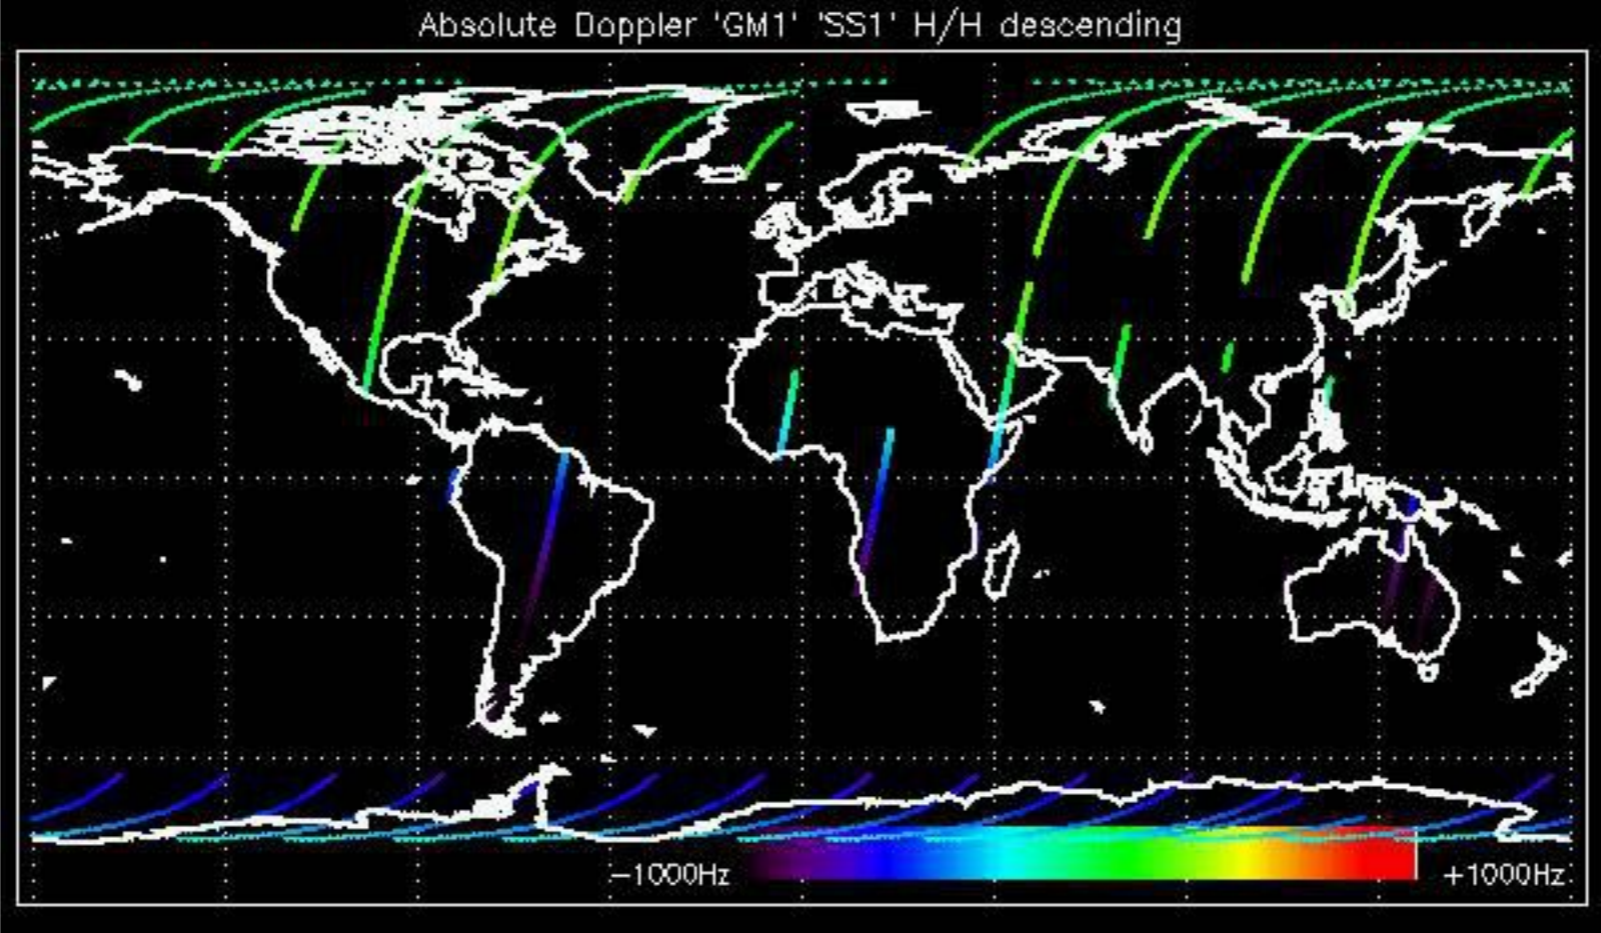 Absolute Doppler 'GM1' 'SS1' H/H descending
−1000Hz +1000Hz